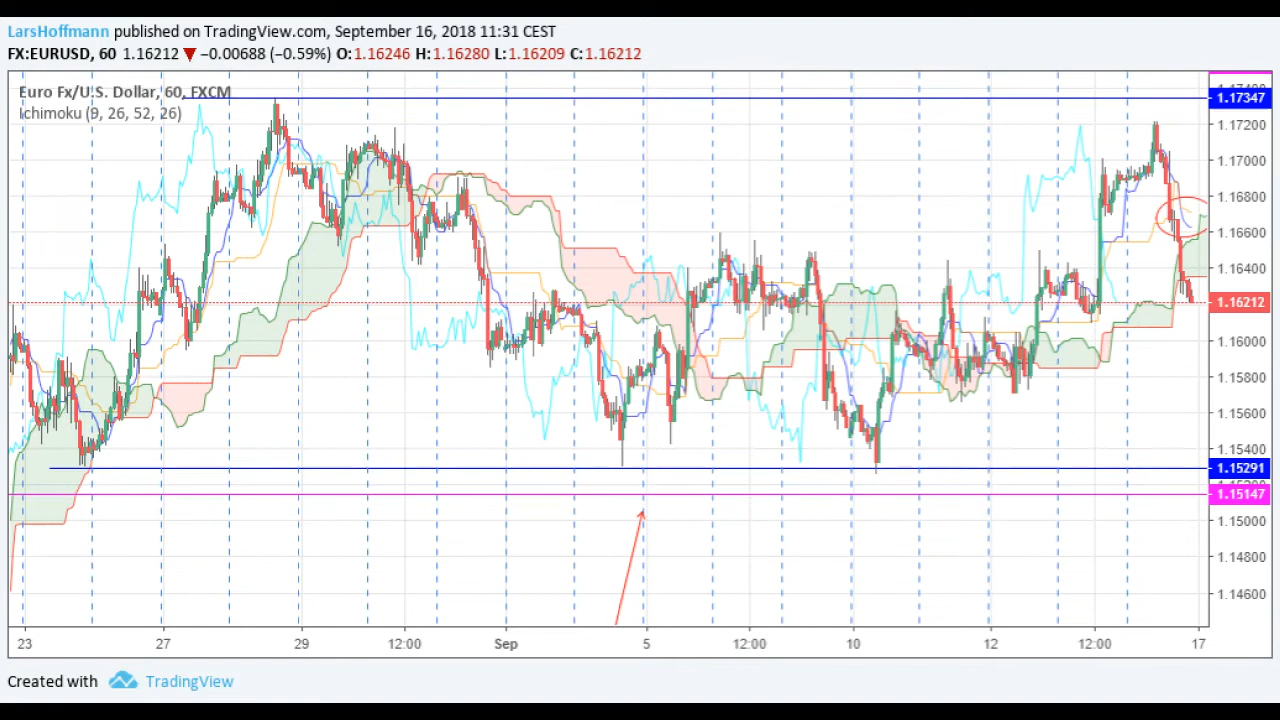 LarsHoffmann published on TradingView.com, September 16, 2018 11:31 CEST
FX:EURUSD, 60 1.16212 ▼ −0.00688 (−0.59%) O:1.16246 H:1.16280 L:1.16209 C:1.16212
Euro Fx/U.S. Dollar, 60, FXCM
Ichimoku (9, 26, 52, 26)
1.17347
1.17200
1.17000
1.16800
1.16600
1.16400
1.16212
1.16000
1.15800
1.15600
1.15400
1.15291
1.15147
1.15000
1.14800
1.14600
23 27 29 12:00 Sep 5 12:00 10 12 12:00 17
Created with TradingView